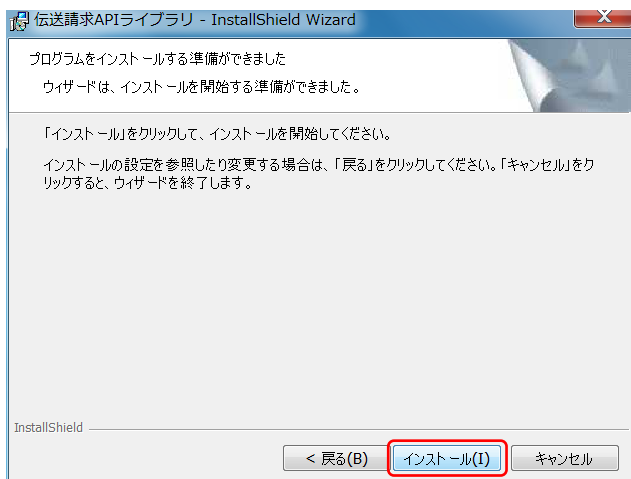 伝送請求APIライブラリ - InstallShield Wizard
プログラムをインストールする準備ができました
ウィザードは、インストールを開始する準備ができました。
「インストール」をクリックして、インストールを開始してください。
インストールの設定を参照したり変更する場合は、「戻る」をクリックしてください。「キャンセル」をク
リックすると、ウィザードを終了します。
InstallShield
< 戻る(B)
インストール(I)
キャンセル